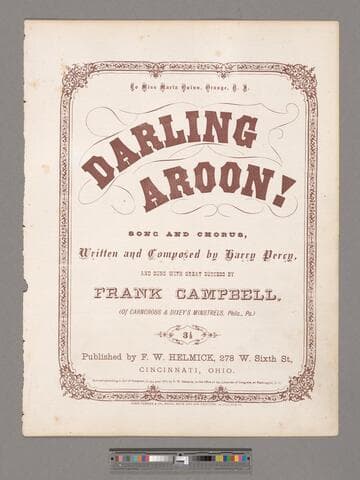 To Miss Maria Quinn, Orange, N. J.
DARLING
AROON!
SONG AND CHORUS,
Written and Composed by Harry Percy,
AND SUNG WITH GREAT SUCCESS BY
FRANK CAMPBELL,
(Of CARNCROSS & DIXEY'S MINSTRELS, Phila., Pa.)
3½
Published by F. W. HELMICK, 278 W. Sixth St.,
CINCINNATI, OHIO.